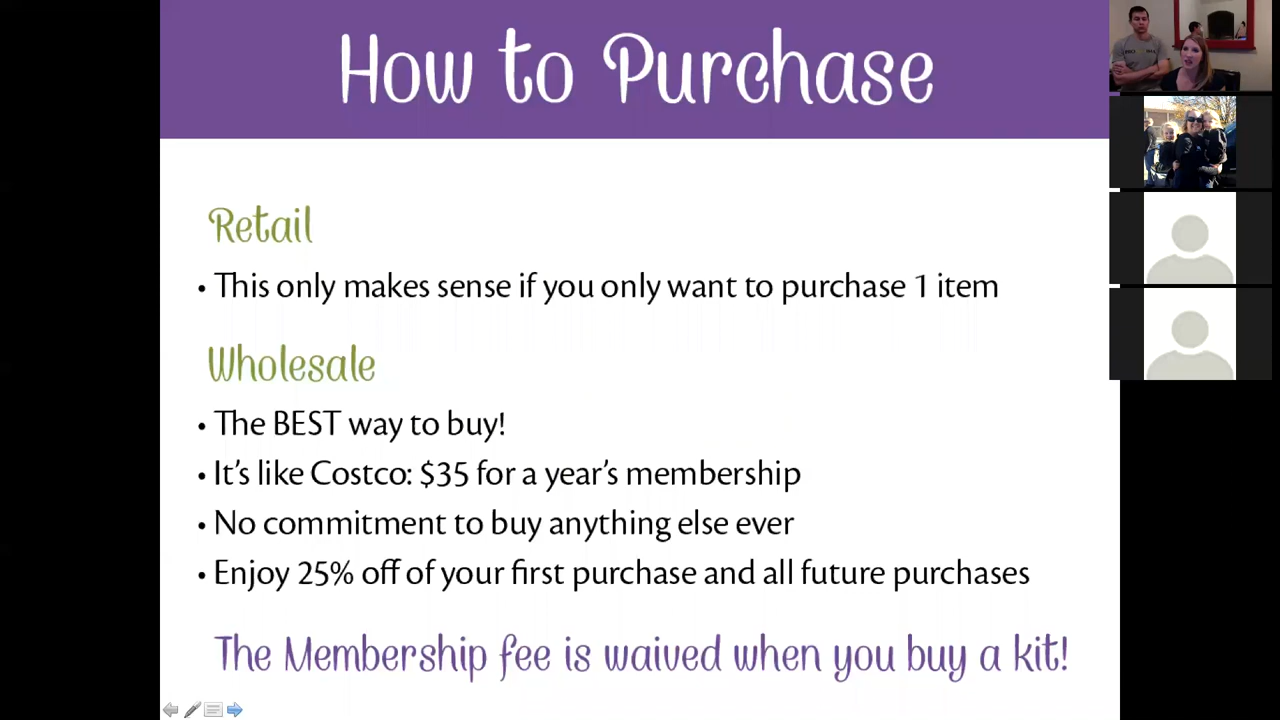 How to Purchase
Retail
• This only makes sense if you only want to purchase 1 item
Wholesale
• The BEST way to buy!
• It's like Costco: $35 for a year's membership
• No commitment to buy anything else ever
• Enjoy 25% off of your first purchase and all future purchases
The Membership fee is waived when you buy a kit!